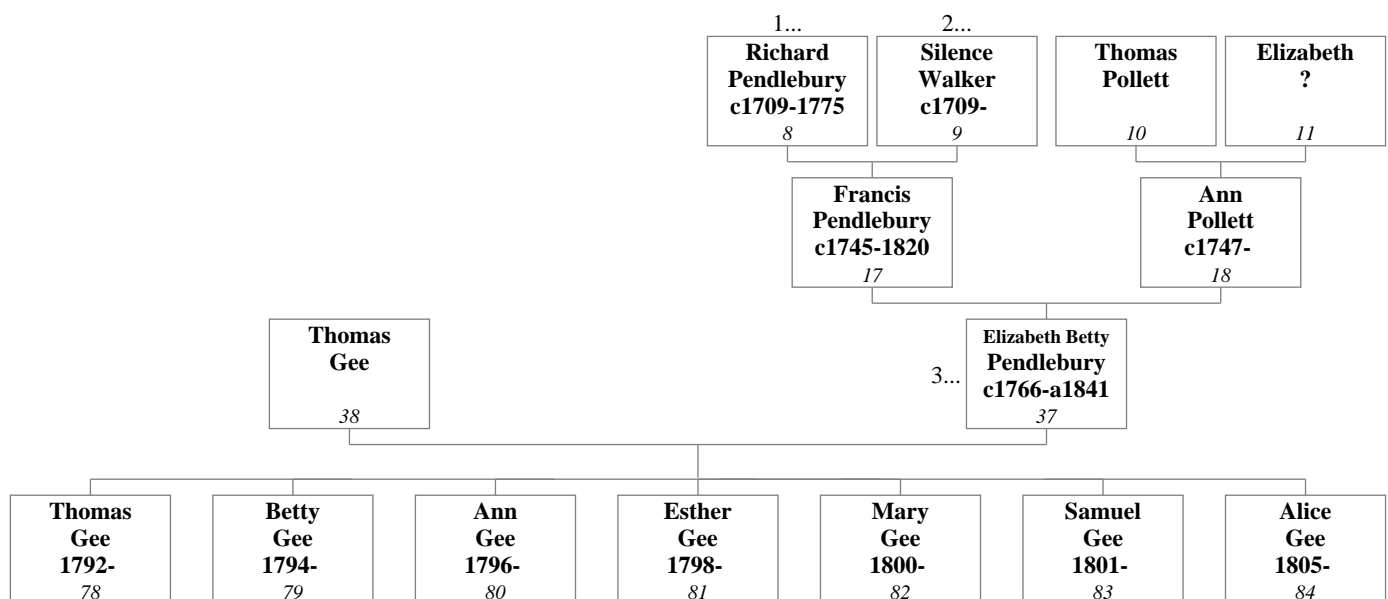 1...
2...
Richard
Pendlebury
c1709-1775
8
Silence
Walker
c1709-
9
Thomas
Pollett
10
Elizabeth
?
11
Francis
Pendlebury
c1745-1820
17
Ann
Pollett
c1747-
18
Thomas
Gee
38
3...
Elizabeth Betty
Pendlebury
c1766-a1841
37
Thomas
Gee
1792-
78
Betty
Gee
1794-
79
Ann
Gee
1796-
80
Esther
Gee
1798-
81
Mary
Gee
1800-
82
Samuel
Gee
1801-
83
Alice
Gee
1805-
84